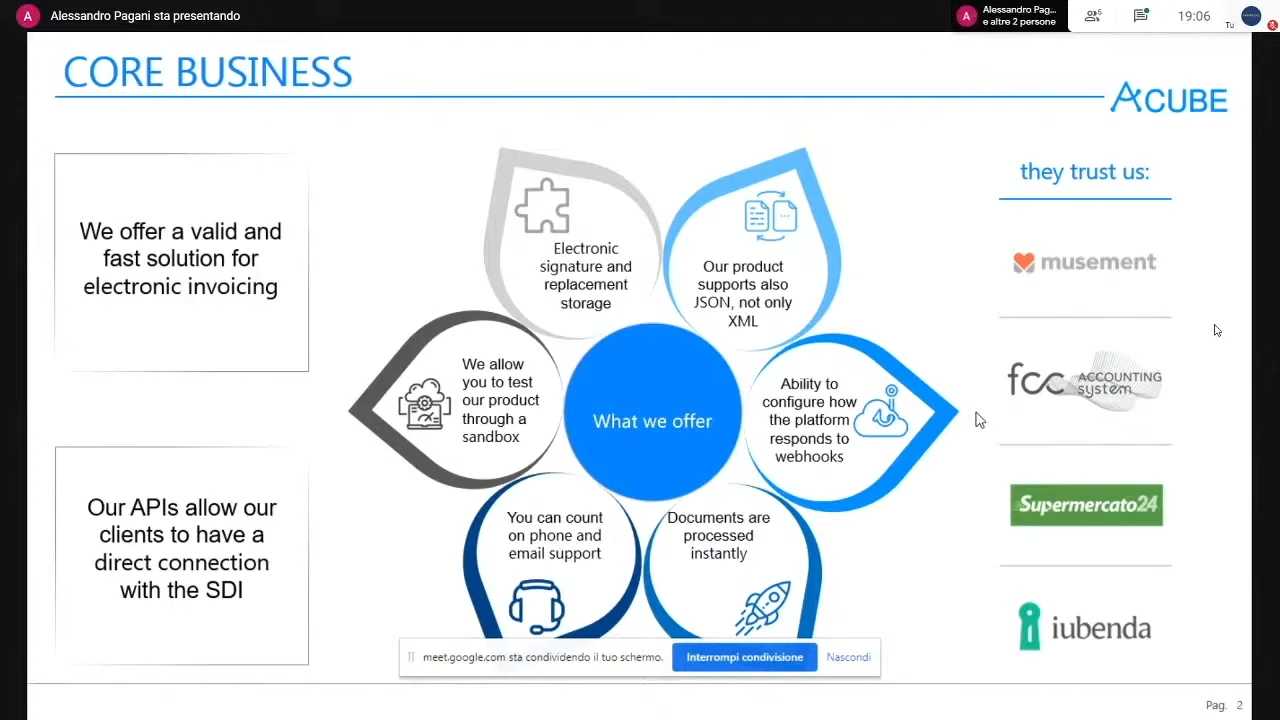 A
Alessandro Pagani sta presentando
A
Alessandro Pag...
e altre 2 persone
6
19:06
Tu
CORE BUSINESS
ACUBE
We offer a valid and
fast solution for
electronic invoicing
Our APIs allow our
clients to have a
direct connection
with the SDI
Electronic
signature and
replacement
storage
Our product
supports also
JSON, not only
XML
We allow
you to test
our product
through a
sandbox
What we offer
Ability to
configure how
the platform
responds to
webhooks
You can count
on phone and
email support
Documents are
processed
instantly
they trust us:
musement
fcc ACCOUNTING
system
Supermercato24
iubenda
meet.google.com sta condividendo il tuo schermo.
Interrompi condivisione
Nascondi
Pag. 2